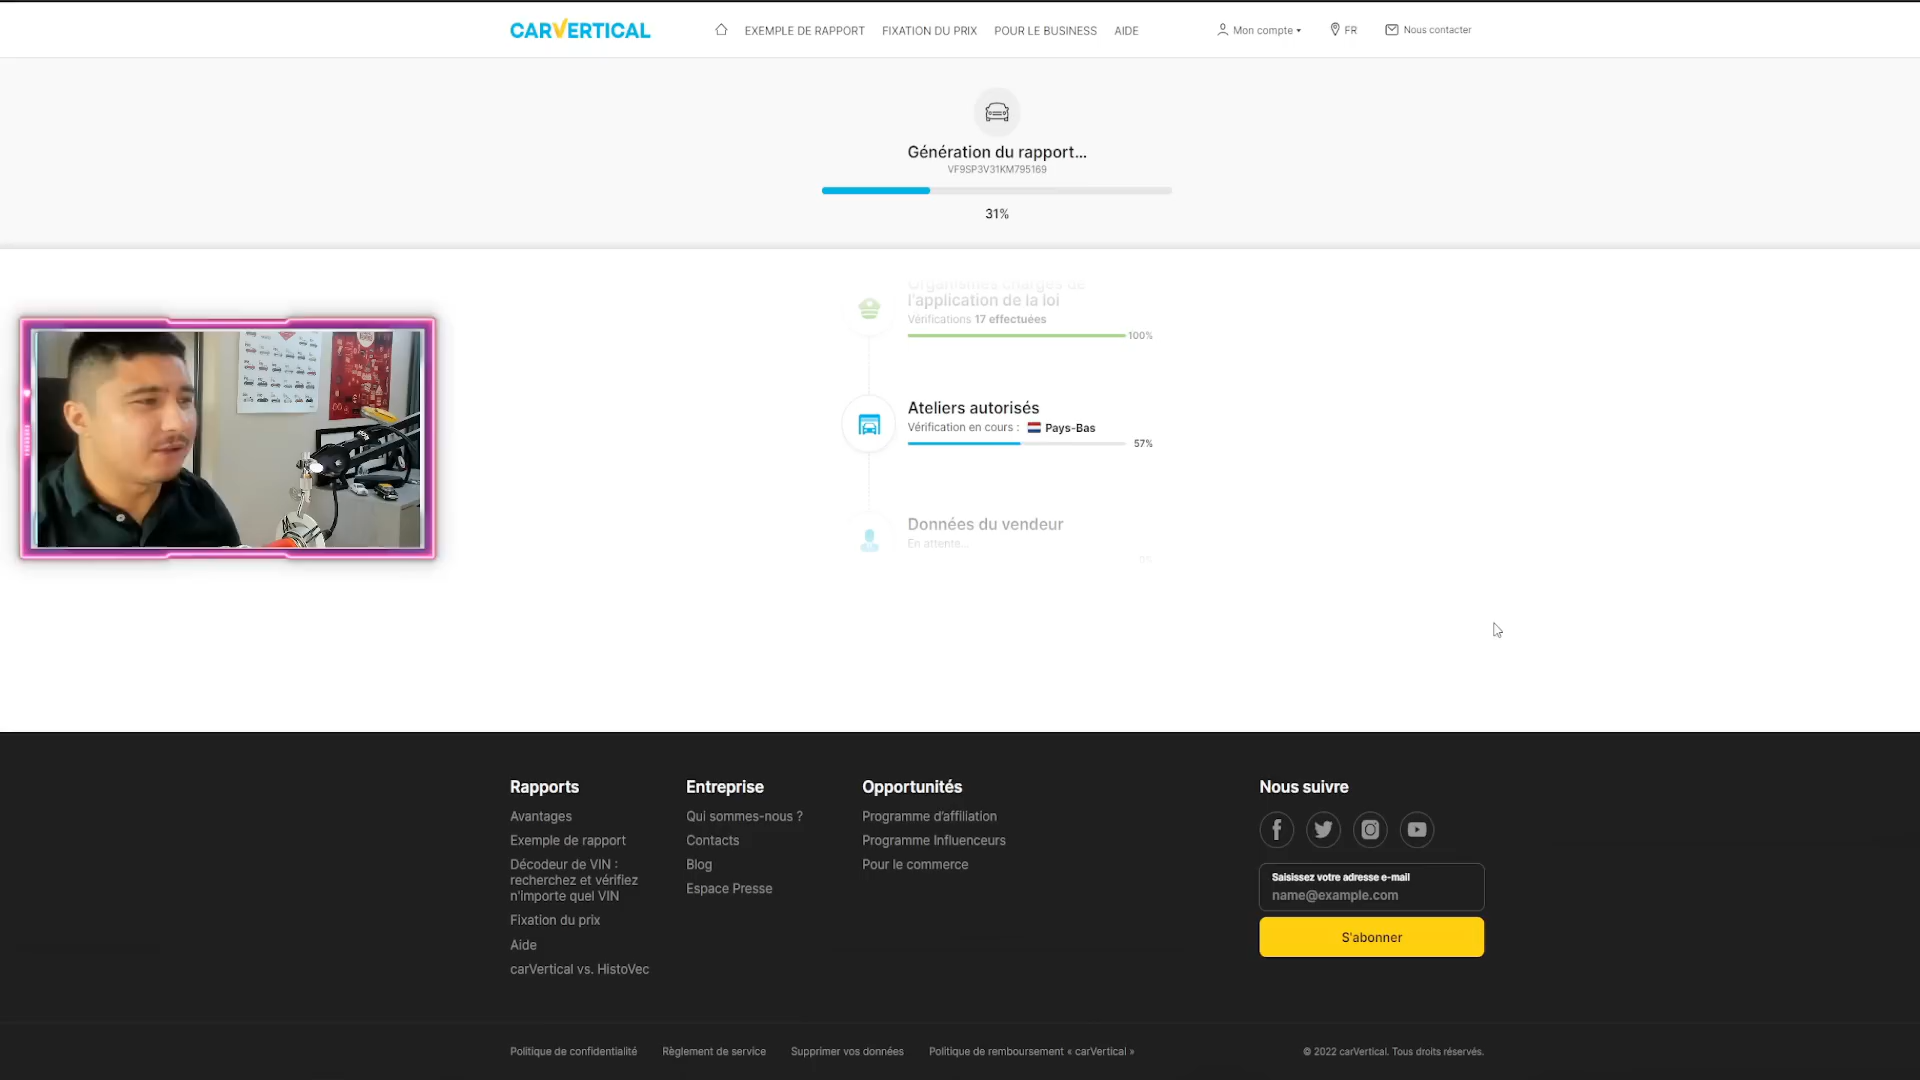 CARVERTICAL
EXEMPLE DE RAPPORT
FIXATION DU PRIX
POUR LE BUSINESS
AIDE
Mon compte
FR
Nous contacter
Génération du rapport...
VF9SP3V31KM795169
31%
Organismes chargés de
l'application de la loi
Vérifications 17 effectuées
100%
Ateliers autorisés
Vérification en cours : Pays-Bas
57%
Données du vendeur
En attente...
0%
Rapports
Avantages
Exemple de rapport
Décodeur de VIN :
recherchez et vérifiez
n'importe quel VIN
Fixation du prix
Aide
carVertical vs. HistoVec
Entreprise
Qui sommes-nous ?
Contacts
Blog
Espace Presse
Opportunités
Programme d'affiliation
Programme Influenceurs
Pour le commerce
Nous suivre
Saisissez votre adresse e-mail
name@example.com
S'abonner
Politique de confidentialité
Règlement de service
Supprimer vos données
Politique de remboursement « carVertical »
© 2022 carVertical. Tous droits réservés.